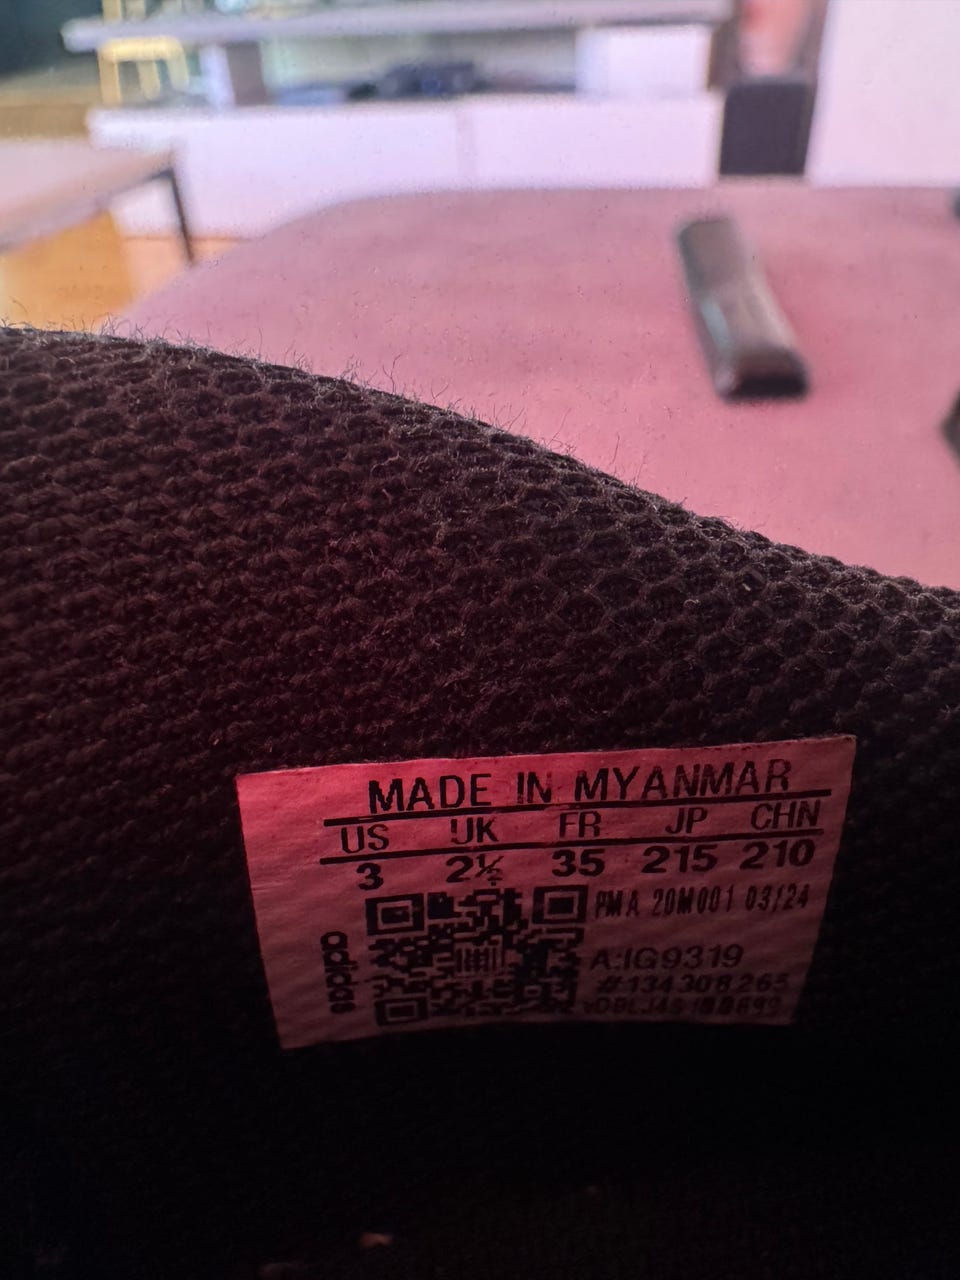 MADE IN MYANMAR
US UK FR JP CHN
3 2½ 35 215 210
PMA 20M001 03/24
A:IG9319
#134308265
adidas